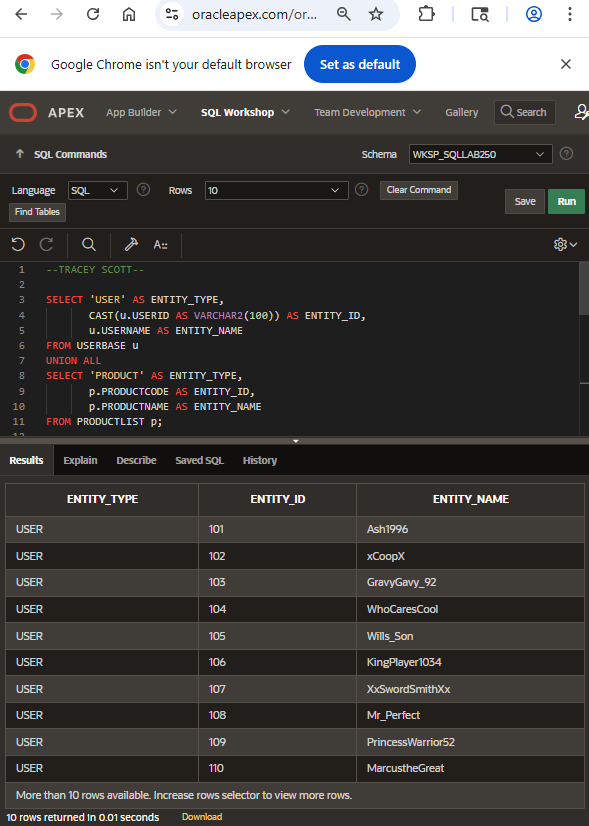 oracleapex.com/or...
Google Chrome isn't your default browser
Set as default
APEX App Builder SQL Workshop Team Development Gallery Search
SQL Commands Schema WKSP_SQLLAB250
Language SQL Rows 10 Clear Command
Find Tables Save Run
A::
1 --TRACEY SCOTT--
2
3 SELECT 'USER' AS ENTITY_TYPE,
4 CAST(u.USERID AS VARCHAR2(100)) AS ENTITY_ID,
5 u.USERNAME AS ENTITY_NAME
6 FROM USERBASE u
7 UNION ALL
8 SELECT 'PRODUCT' AS ENTITY_TYPE,
9 p.PRODUCTCODE AS ENTITY_ID,
10 p.PRODUCTNAME AS ENTITY_NAME
11 FROM PRODUCTLIST p;
Results Explain Describe Saved SQL History
ENTITY_TYPE ENTITY_ID ENTITY_NAME
USER 101 Ash1996
USER 102 xCoopX
USER 103 GravyGavy_92
USER 104 WhoCaresCool
USER 105 Wills_Son
USER 106 KingPlayer1034
USER 107 XxSwordSmithXx
USER 108 Mr_Perfect
USER 109 PrincessWarrior52
USER 110 MarcustheGreat
More than 10 rows available. Increase rows selector to view more rows.
10 rows returned in 0.01 seconds Download